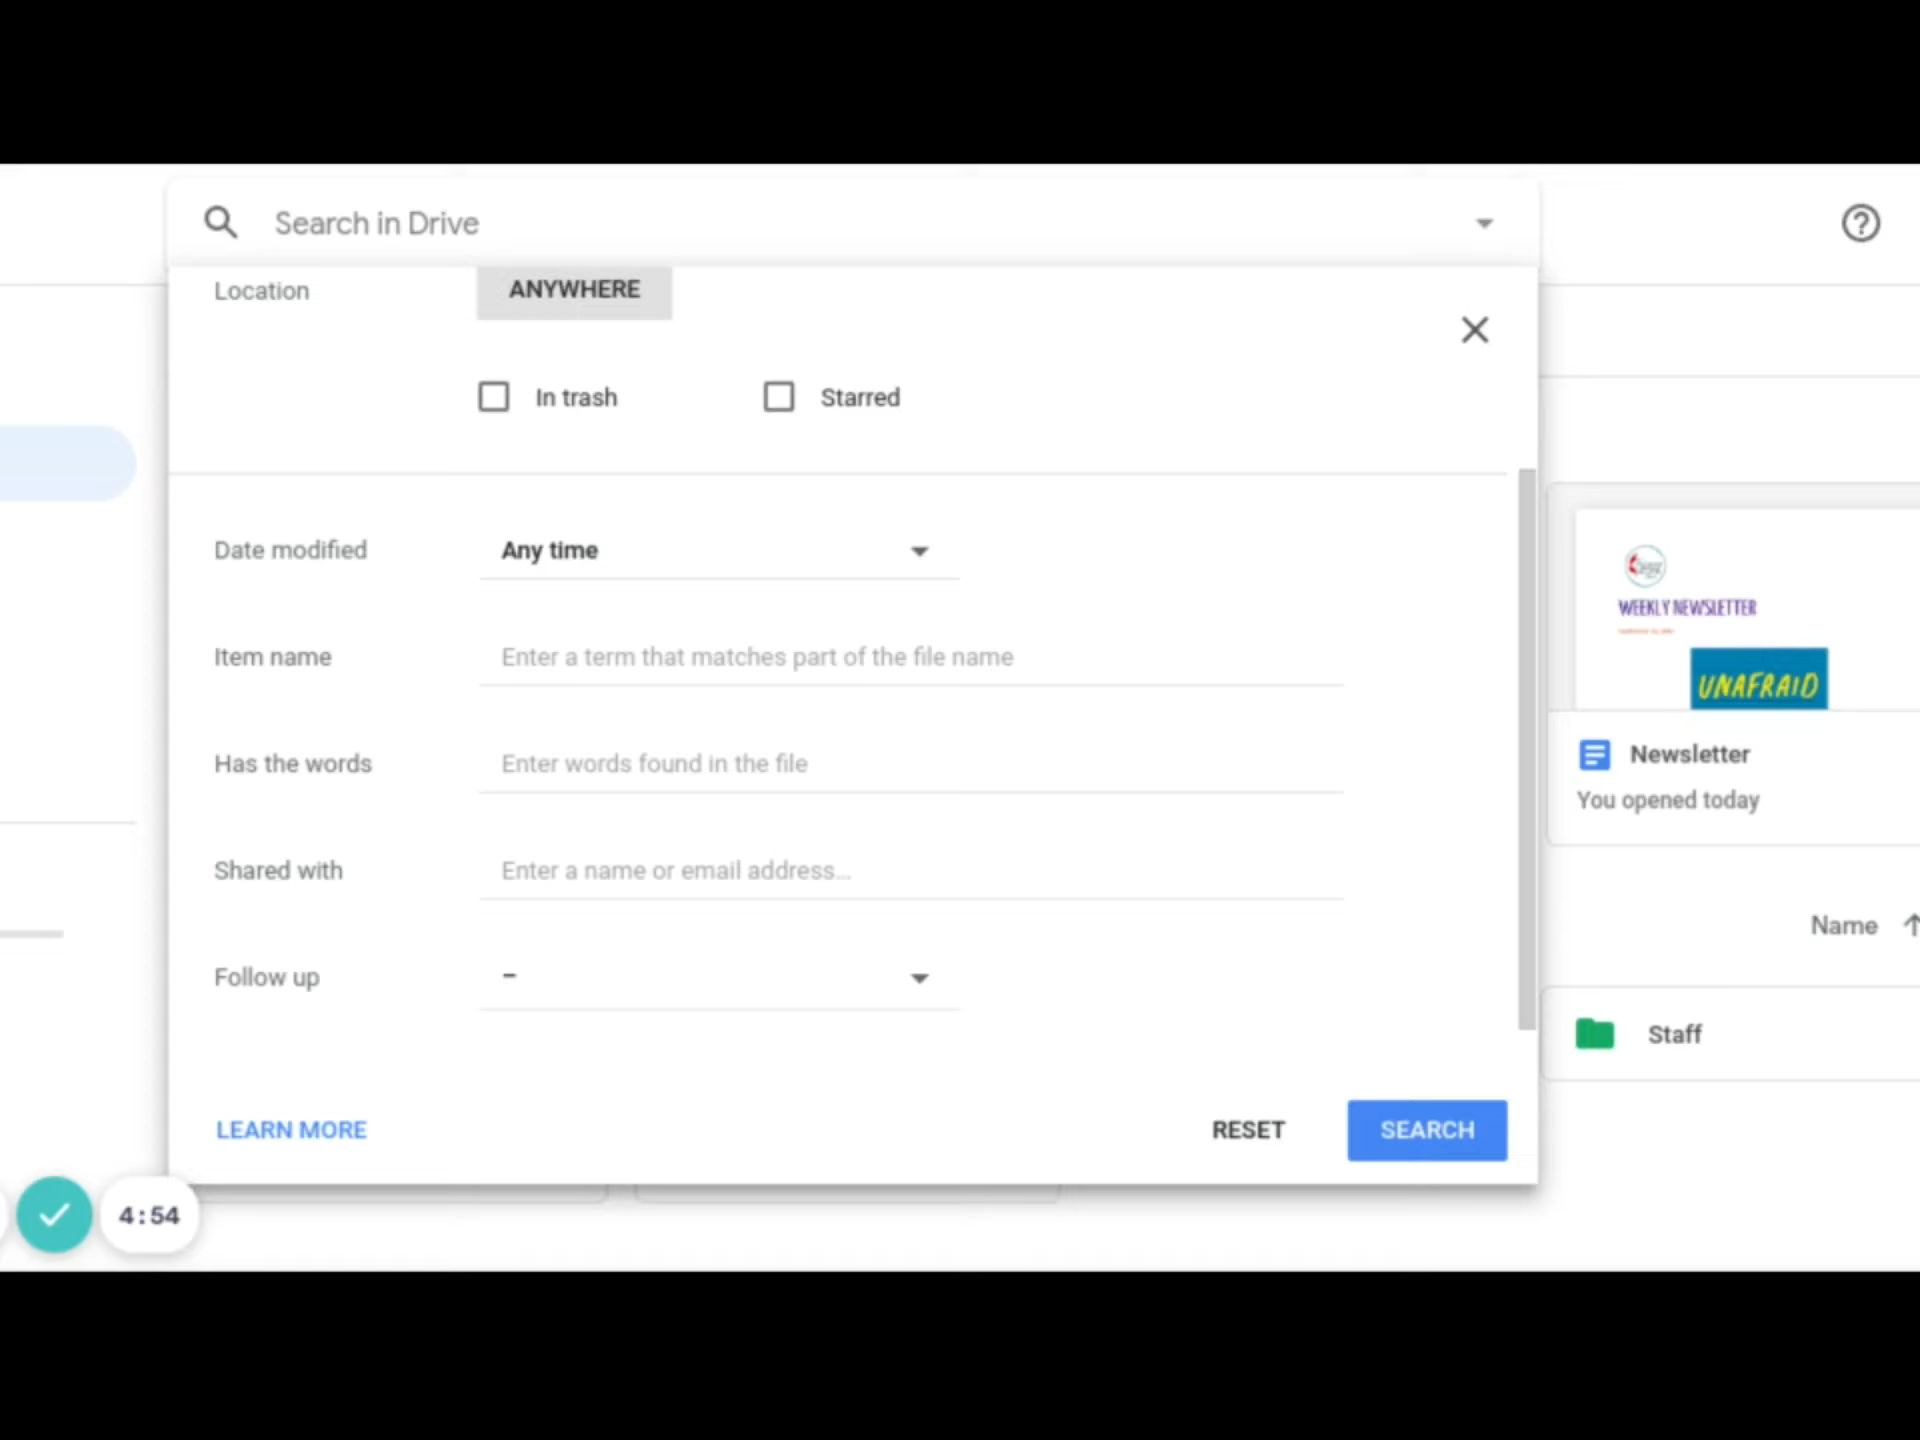 Search in Drive
Location
ANYWHERE
In trash
Starred
Date modified
Any time
Item name
Enter a term that matches part of the file name
Has the words
Enter words found in the file
Shared with
Enter a name or email address...
Follow up
–
LEARN MORE
RESET
SEARCH
WEEKLY NEWSLETTER
UNAFRAID
Newsletter
You opened today
Name
Staff
4:54